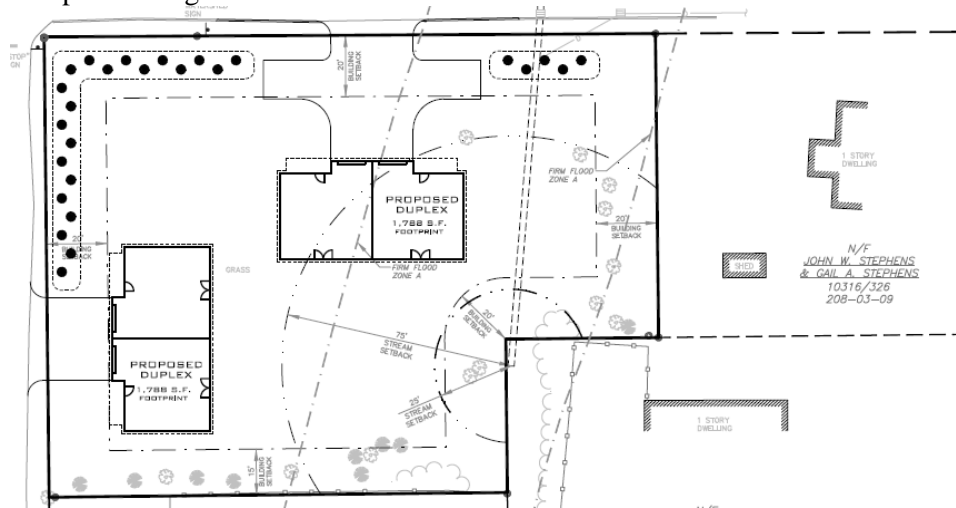 SIGN
20'
BUILDING
SETBACK
FIRM FLOOD
ZONE A
1 STORY
DWELLING
PROPOSED
DUPLEX
1,788 S.F.
FOOTPRINT
20'
BUILDING
SETBACK
20'
BUILDING
SETBACK
GRASS
FIRM FLOOD
ZONE A
SHED
N/F
JOHN W. STEPHENS
& GAIL A. STEPHENS
10316/326
208-03-09
20'
BUILDING
SETBACK
75'
STREAM
SETBACK
PROPOSED
DUPLEX
1,788 S.F.
FOOTPRINT
25'
STREAM
SETBACK
1 STORY
DWELLING
15'
BUILDING
SETBACK